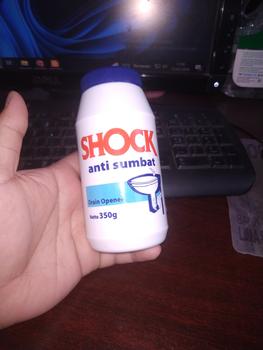 SHOCK
anti sumbat
Drain Opener
Netto 350g